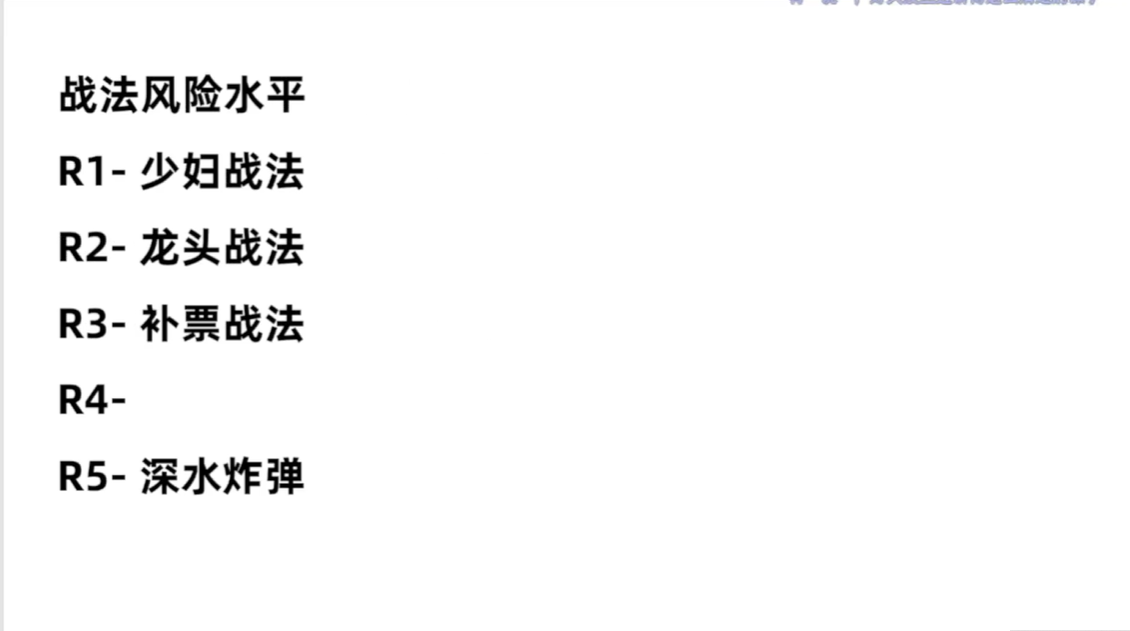 战法风险水平
R1- 少妇战法
R2- 龙头战法
R3- 补票战法
R4-
R5- 深水炸弹